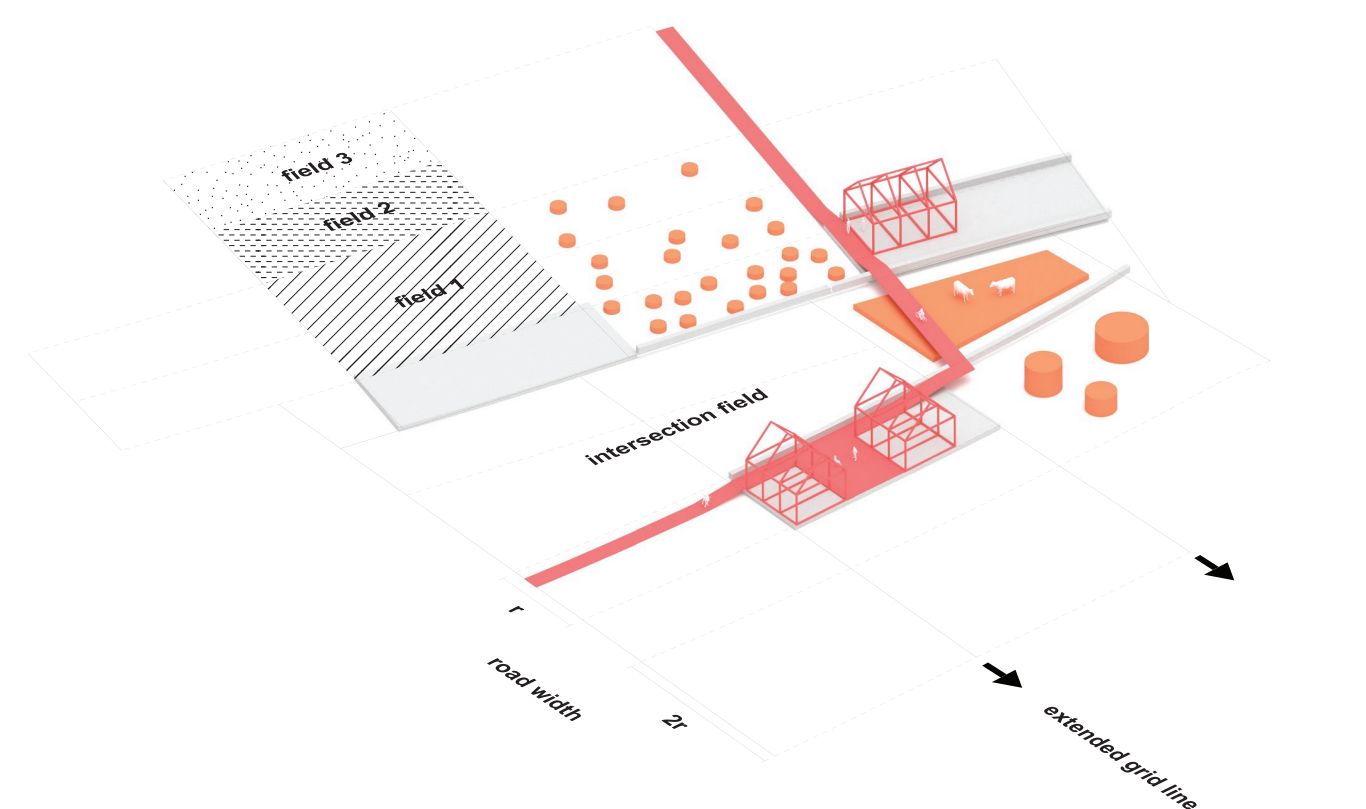 field 3
field 2
field 1
intersection field
r
road width
2r
extended grid line